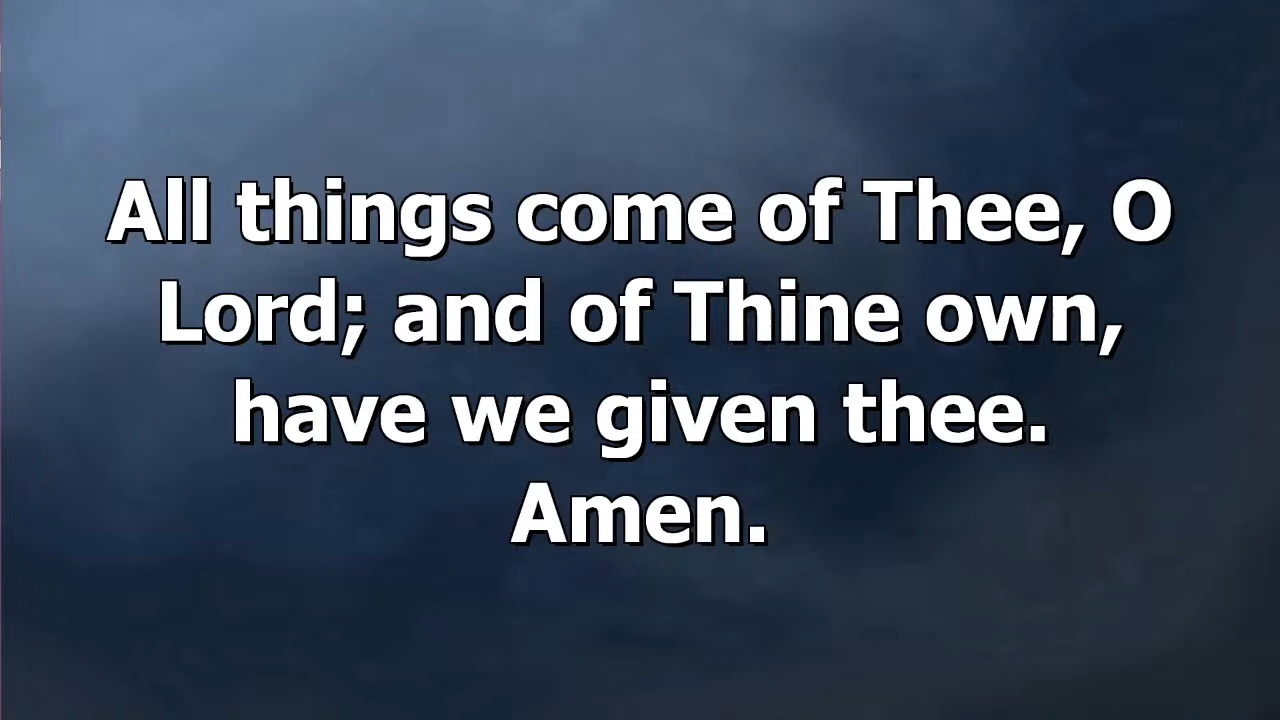 All things come of Thee, O
Lord; and of Thine own,
have we given thee.
Amen.